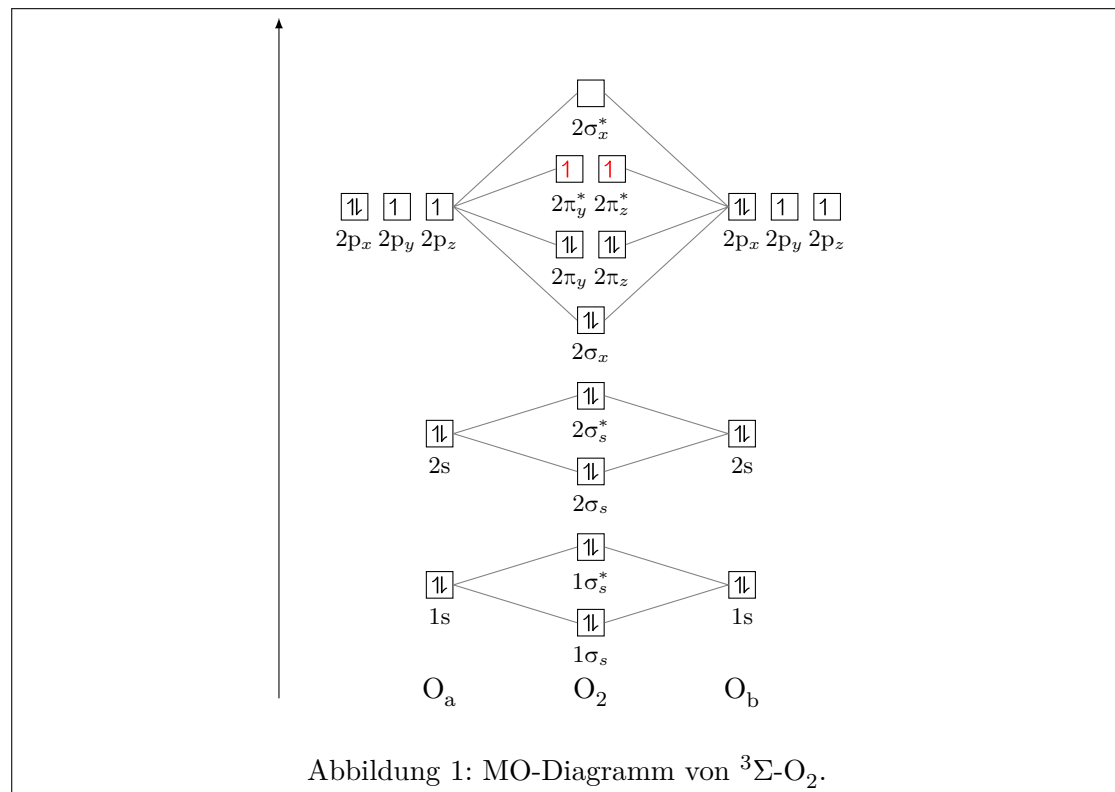 2σ*x
2π*y 2π*z
2px 2py 2pz 2px 2py 2pz
2πy 2πz
2σx
2σ*s
2s 2s
2σs
1σ*s
1s 1s
1σs
Oa O2 Ob
Abbildung 1: MO-Diagramm von ³Σ-O₂.